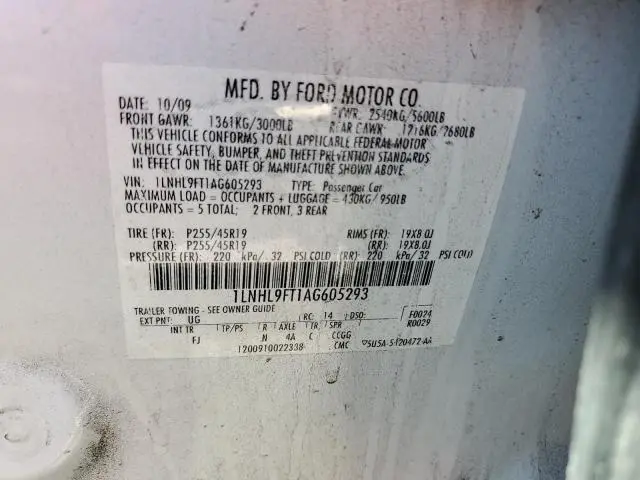 MFD. BY FORD MOTOR CO.
DATE: 10/09 GVWR: 2540KG/5600LB
FRONT GAWR: 1361KG/3000LB REAR GAWR: 1216KG/2680LB
THIS VEHICLE CONFORMS TO ALL APPLICABLE FEDERAL MOTOR
VEHICLE SAFETY, BUMPER, AND THEFT PREVENTION STANDARDS
IN EFFECT ON THE DATE OF MANUFACTURE SHOWN ABOVE.
VIN: 1LNHL9FT1AG605293 TYPE: Passenger Car
MAXIMUM LOAD = OCCUPANTS + LUGGAGE = 430KG/950LB
OCCUPANTS = 5 TOTAL; 2 FRONT, 3 REAR
TIRE (FR): P255/45R19 RIMS (FR): 19X8.0J
(RR): P255/45R19 (RR): 19X8.0J
PRESSURE (FR): 220 kPa/ 32 PSI COLD (RR): 220 kPa/ 32 PSI COLD
1LNHL9FT1AG605293
TRAILER TOWING - SEE OWNER GUIDE
EXT PNT: UG RC: 14 DSO: F0024
R0029
INT TR TP/PS R AXLE TR SPR
FJ N 4A C CCGG
1200910022338 CMC